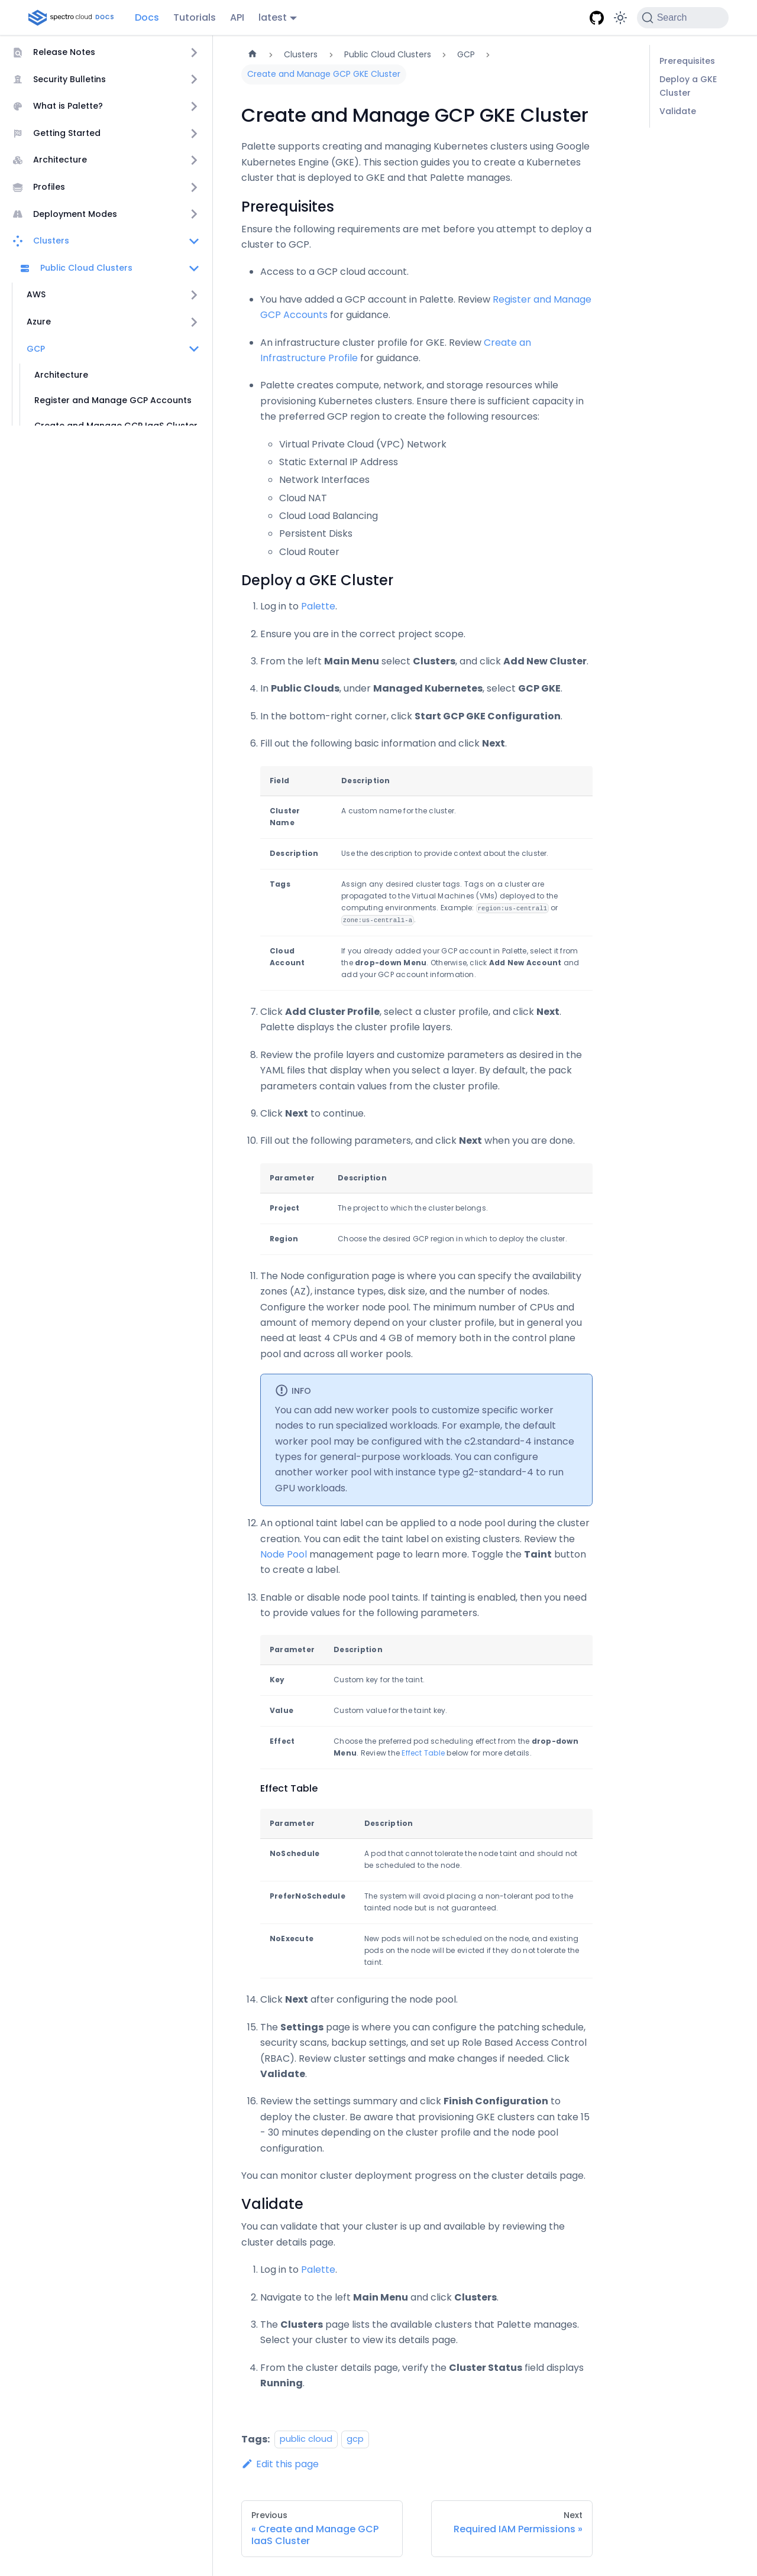 spectro cloud DOCS
Docs
Tutorials
API
latest
Search
Release Notes
Security Bulletins
What is Palette?
Getting Started
Architecture
Profiles
Deployment Modes
Clusters
Public Cloud Clusters
AWS
Azure
GCP
Architecture
Register and Manage GCP Accounts
Create and Manage GCP IaaS Cluster
Clusters
Public Cloud Clusters
GCP
Create and Manage GCP GKE Cluster
Create and Manage GCP GKE Cluster
Palette supports creating and managing Kubernetes clusters using Google
Kubernetes Engine (GKE). This section guides you to create a Kubernetes
cluster that is deployed to GKE and that Palette manages.
Prerequisites
Ensure the following requirements are met before you attempt to deploy a
cluster to GCP.
Access to a GCP cloud account.
You have added a GCP account in Palette. Review Register and Manage
GCP Accounts for guidance.
An infrastructure cluster profile for GKE. Review Create an
Infrastructure Profile for guidance.
Palette creates compute, network, and storage resources while
provisioning Kubernetes clusters. Ensure there is sufficient capacity in
the preferred GCP region to create the following resources:
Virtual Private Cloud (VPC) Network
Static External IP Address
Network Interfaces
Cloud NAT
Cloud Load Balancing
Persistent Disks
Cloud Router
Deploy a GKE Cluster
1. Log in to Palette.
2. Ensure you are in the correct project scope.
3. From the left Main Menu select Clusters, and click Add New Cluster.
4. In Public Clouds, under Managed Kubernetes, select GCP GKE.
5. In the bottom-right corner, click Start GCP GKE Configuration.
6. Fill out the following basic information and click Next.
Field Description
Cluster A custom name for the cluster.
Name
Description Use the description to provide context about the cluster.
Tags Assign any desired cluster tags. Tags on a cluster are
propagated to the Virtual Machines (VMs) deployed to the
computing environments. Example: region:us-central1 or
zone:us-central1-a.
Cloud If you already added your GCP account in Palette, select it from
Account the drop-down Menu. Otherwise, click Add New Account and
add your GCP account information.
7. Click Add Cluster Profile, select a cluster profile, and click Next.
Palette displays the cluster profile layers.
8. Review the profile layers and customize parameters as desired in the
YAML files that display when you select a layer. By default, the pack
parameters contain values from the cluster profile.
9. Click Next to continue.
10. Fill out the following parameters, and click Next when you are done.
Parameter Description
Project The project to which the cluster belongs.
Region Choose the desired GCP region in which to deploy the cluster.
11. The Node configuration page is where you can specify the availability
zones (AZ), instance types, disk size, and the number of nodes.
Configure the worker node pool. The minimum number of CPUs and
amount of memory depend on your cluster profile, but in general you
need at least 4 CPUs and 4 GB of memory both in the control plane
pool and across all worker pools.
INFO
You can add new worker pools to customize specific worker
nodes to run specialized workloads. For example, the default
worker pool may be configured with the c2.standard-4 instance
types for general-purpose workloads. You can configure
another worker pool with instance type g2-standard-4 to run
GPU workloads.
12. An optional taint label can be applied to a node pool during the cluster
creation. You can edit the taint label on existing clusters. Review the
Node Pool management page to learn more. Toggle the Taint button
to create a label.
13. Enable or disable node pool taints. If tainting is enabled, then you need
to provide values for the following parameters.
Parameter Description
Key Custom key for the taint.
Value Custom value for the taint key.
Effect Choose the preferred pod scheduling effect from the drop-down
Menu. Review the Effect Table below for more details.
Effect Table
Parameter Description
NoSchedule A pod that cannot tolerate the node taint and should not
be scheduled to the node.
PreferNoSchedule The system will avoid placing a non-tolerant pod to the
tainted node but is not guaranteed.
NoExecute New pods will not be scheduled on the node, and existing
pods on the node will be evicted if they do not tolerate the
taint.
14. Click Next after configuring the node pool.
15. The Settings page is where you can configure the patching schedule,
security scans, backup settings, and set up Role Based Access Control
(RBAC). Review cluster settings and make changes if needed. Click
Validate.
16. Review the settings summary and click Finish Configuration to
deploy the cluster. Be aware that provisioning GKE clusters can take 15
- 30 minutes depending on the cluster profile and the node pool
configuration.
You can monitor cluster deployment progress on the cluster details page.
Validate
You can validate that your cluster is up and available by reviewing the
cluster details page.
1. Log in to Palette.
2. Navigate to the left Main Menu and click Clusters.
3. The Clusters page lists the available clusters that Palette manages.
Select your cluster to view its details page.
4. From the cluster details page, verify the Cluster Status field displays
Running.
Tags: public cloud gcp
Edit this page
Previous
« Create and Manage GCP
IaaS Cluster
Next
Required IAM Permissions »
Prerequisites
Deploy a GKE
Cluster
Validate